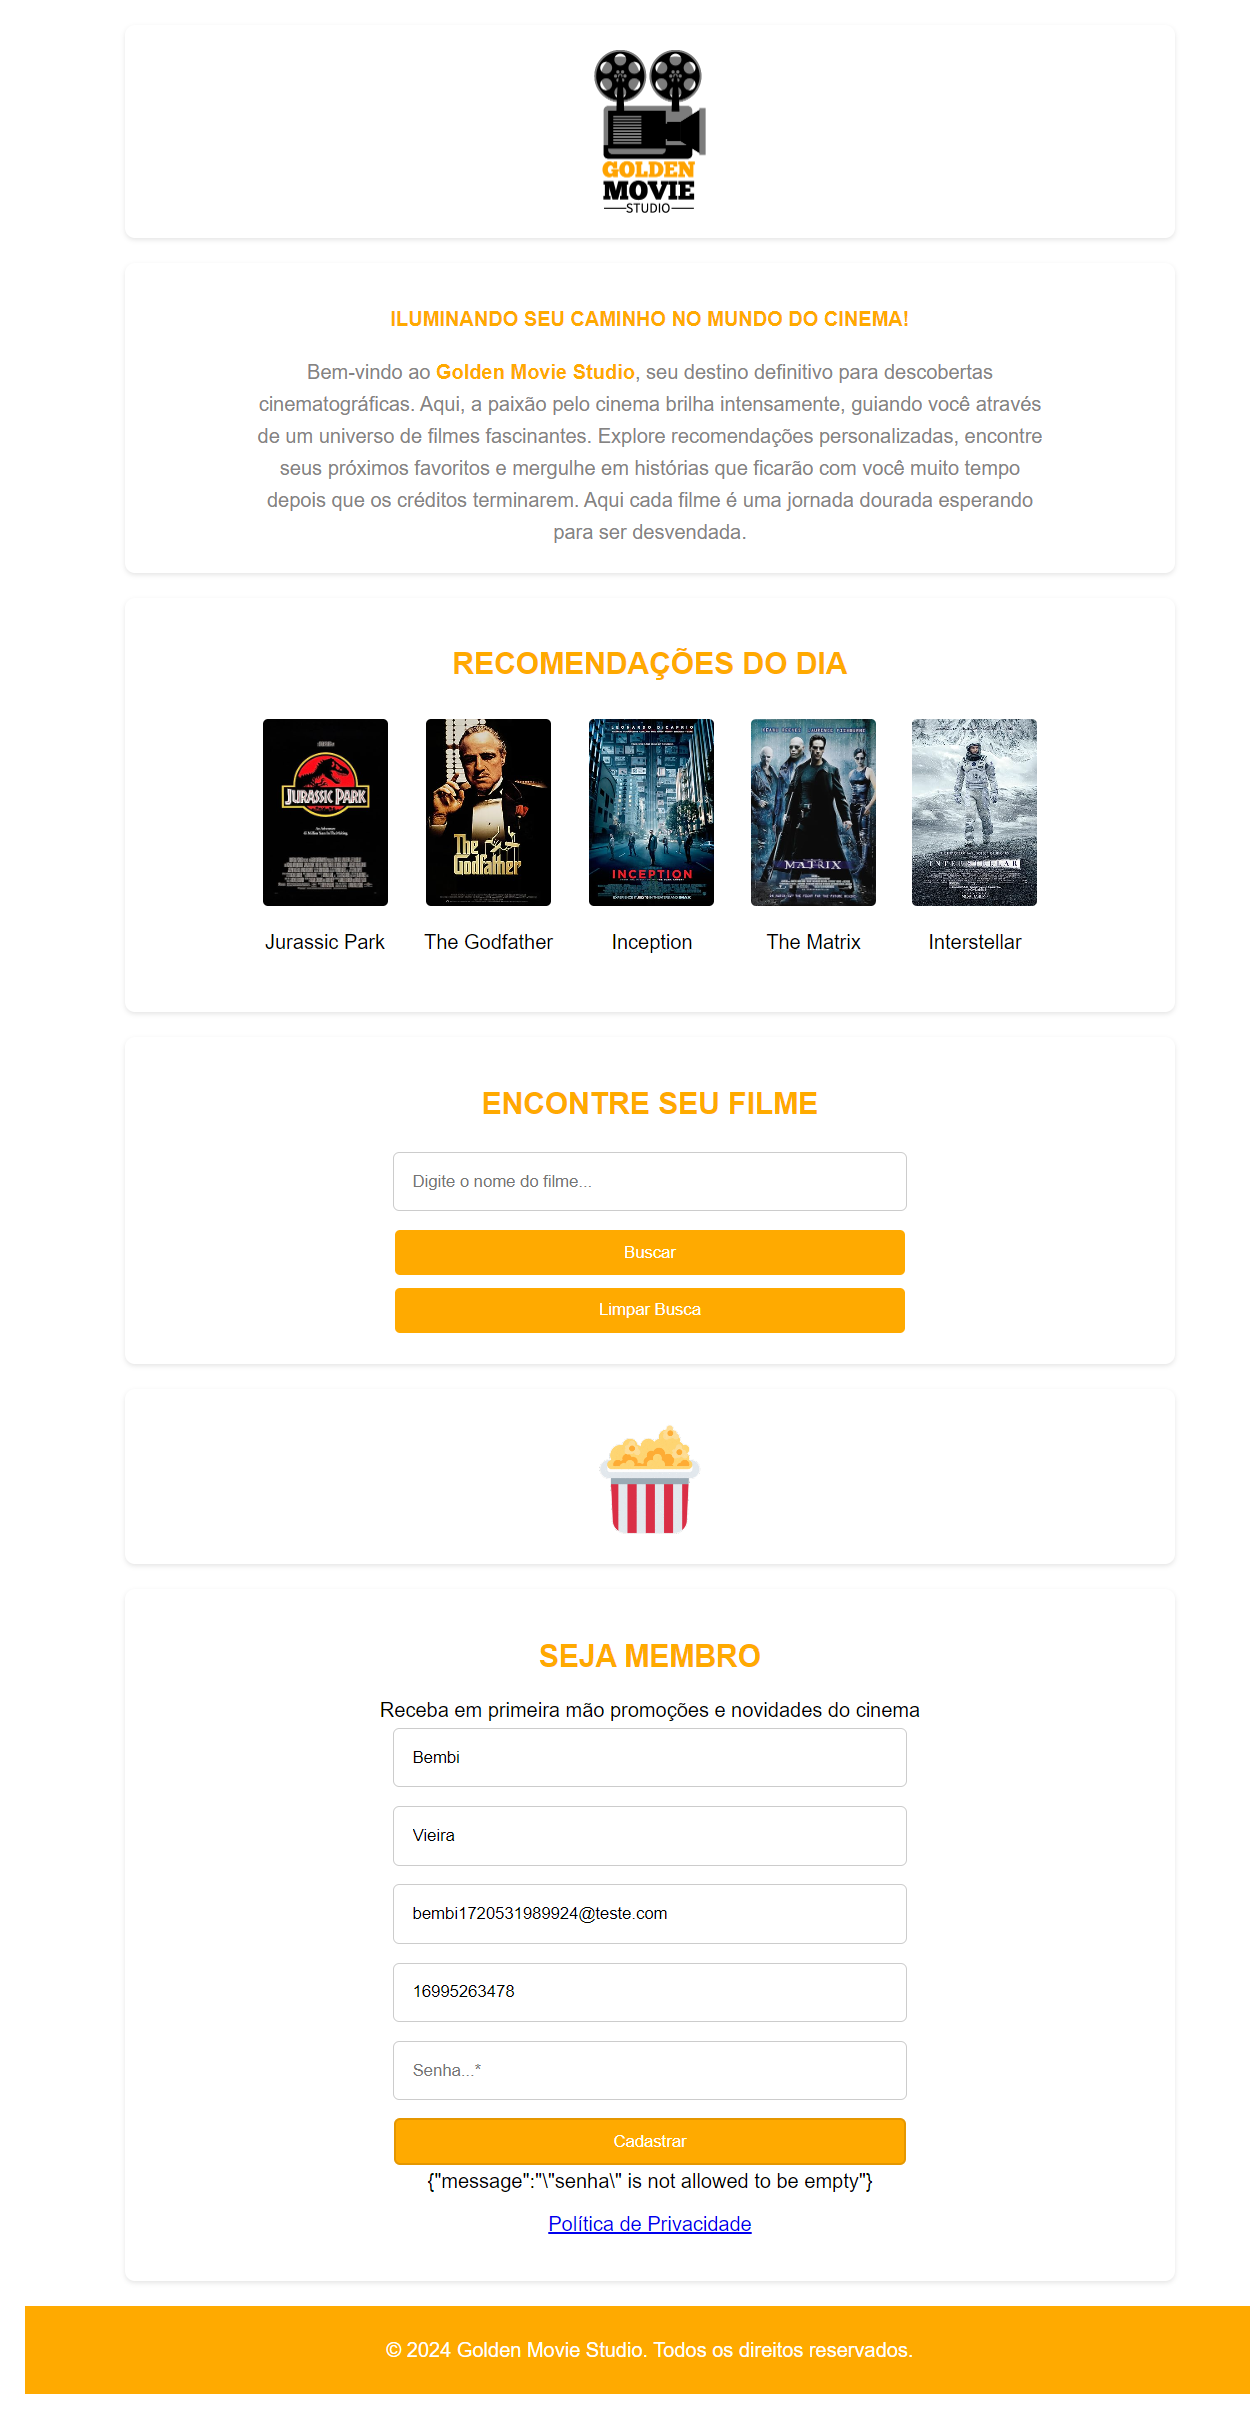 GOLDEN
MOVIE
STUDIO
ILUMINANDO SEU CAMINHO NO MUNDO DO CINEMA!
Bem-vindo ao Golden Movie Studio, seu destino definitivo para descobertas
cinematográficas. Aqui, a paixão pelo cinema brilha intensamente, guiando você através
de um universo de filmes fascinantes. Explore recomendações personalizadas, encontre
seus próximos favoritos e mergulhe em histórias que ficarão com você muito tempo
depois que os créditos terminarem. Aqui cada filme é uma jornada dourada esperando
para ser desvendada.
RECOMENDAÇÕES DO DIA
JURASSIC PARK
The
Godfather
LEONARDO DICAPRIO
INCEPTION
KEANU REEVES LAURENCE FISHBURNE
MATRIX
INTERSTELLAR
Jurassic Park
The Godfather
Inception
The Matrix
Interstellar
ENCONTRE SEU FILME
Digite o nome do filme...
Buscar
Limpar Busca
SEJA MEMBRO
Receba em primeira mão promoções e novidades do cinema
Bembi
Vieira
bembi1720531989924@teste.com
16995263478
Senha...*
Cadastrar
{"message":"\"senha\" is not allowed to be empty"}
Política de Privacidade
© 2024 Golden Movie Studio. Todos os direitos reservados.